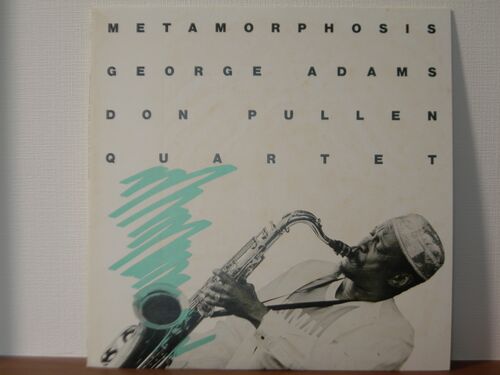 METAMORPHOSIS
GEORGE ADAMS
DON PULLEN
QUARTET